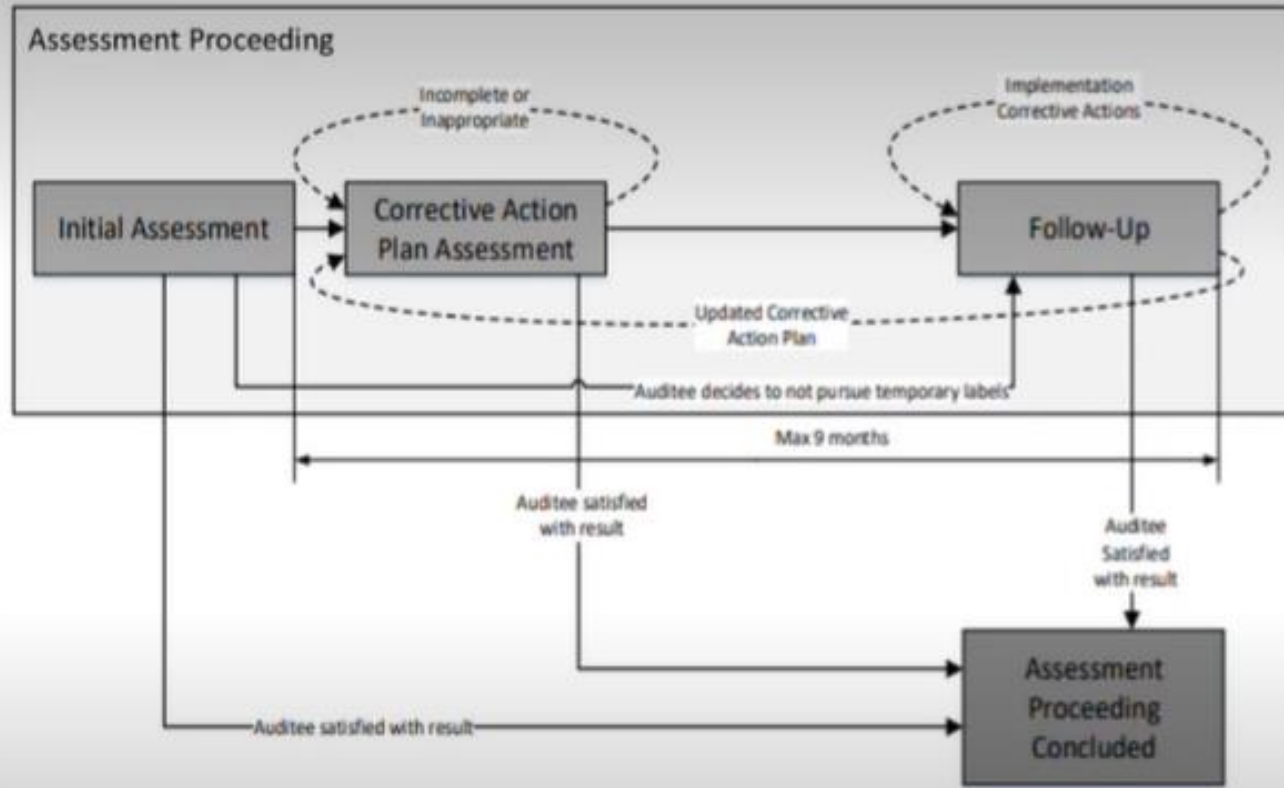 Assessment Proceeding
Incomplete or
Inappropriate
Implementation
Corrective Actions
Initial Assessment
Corrective Action
Plan Assessment
Follow-Up
Updated Corrective
Action Plan
Auditee decides to not pursue temporary labels
Max 9 months
Auditee satisfied
with result
Auditee
Satisfied
with result
Assessment
Proceeding
Concluded
Auditee satisfied with result